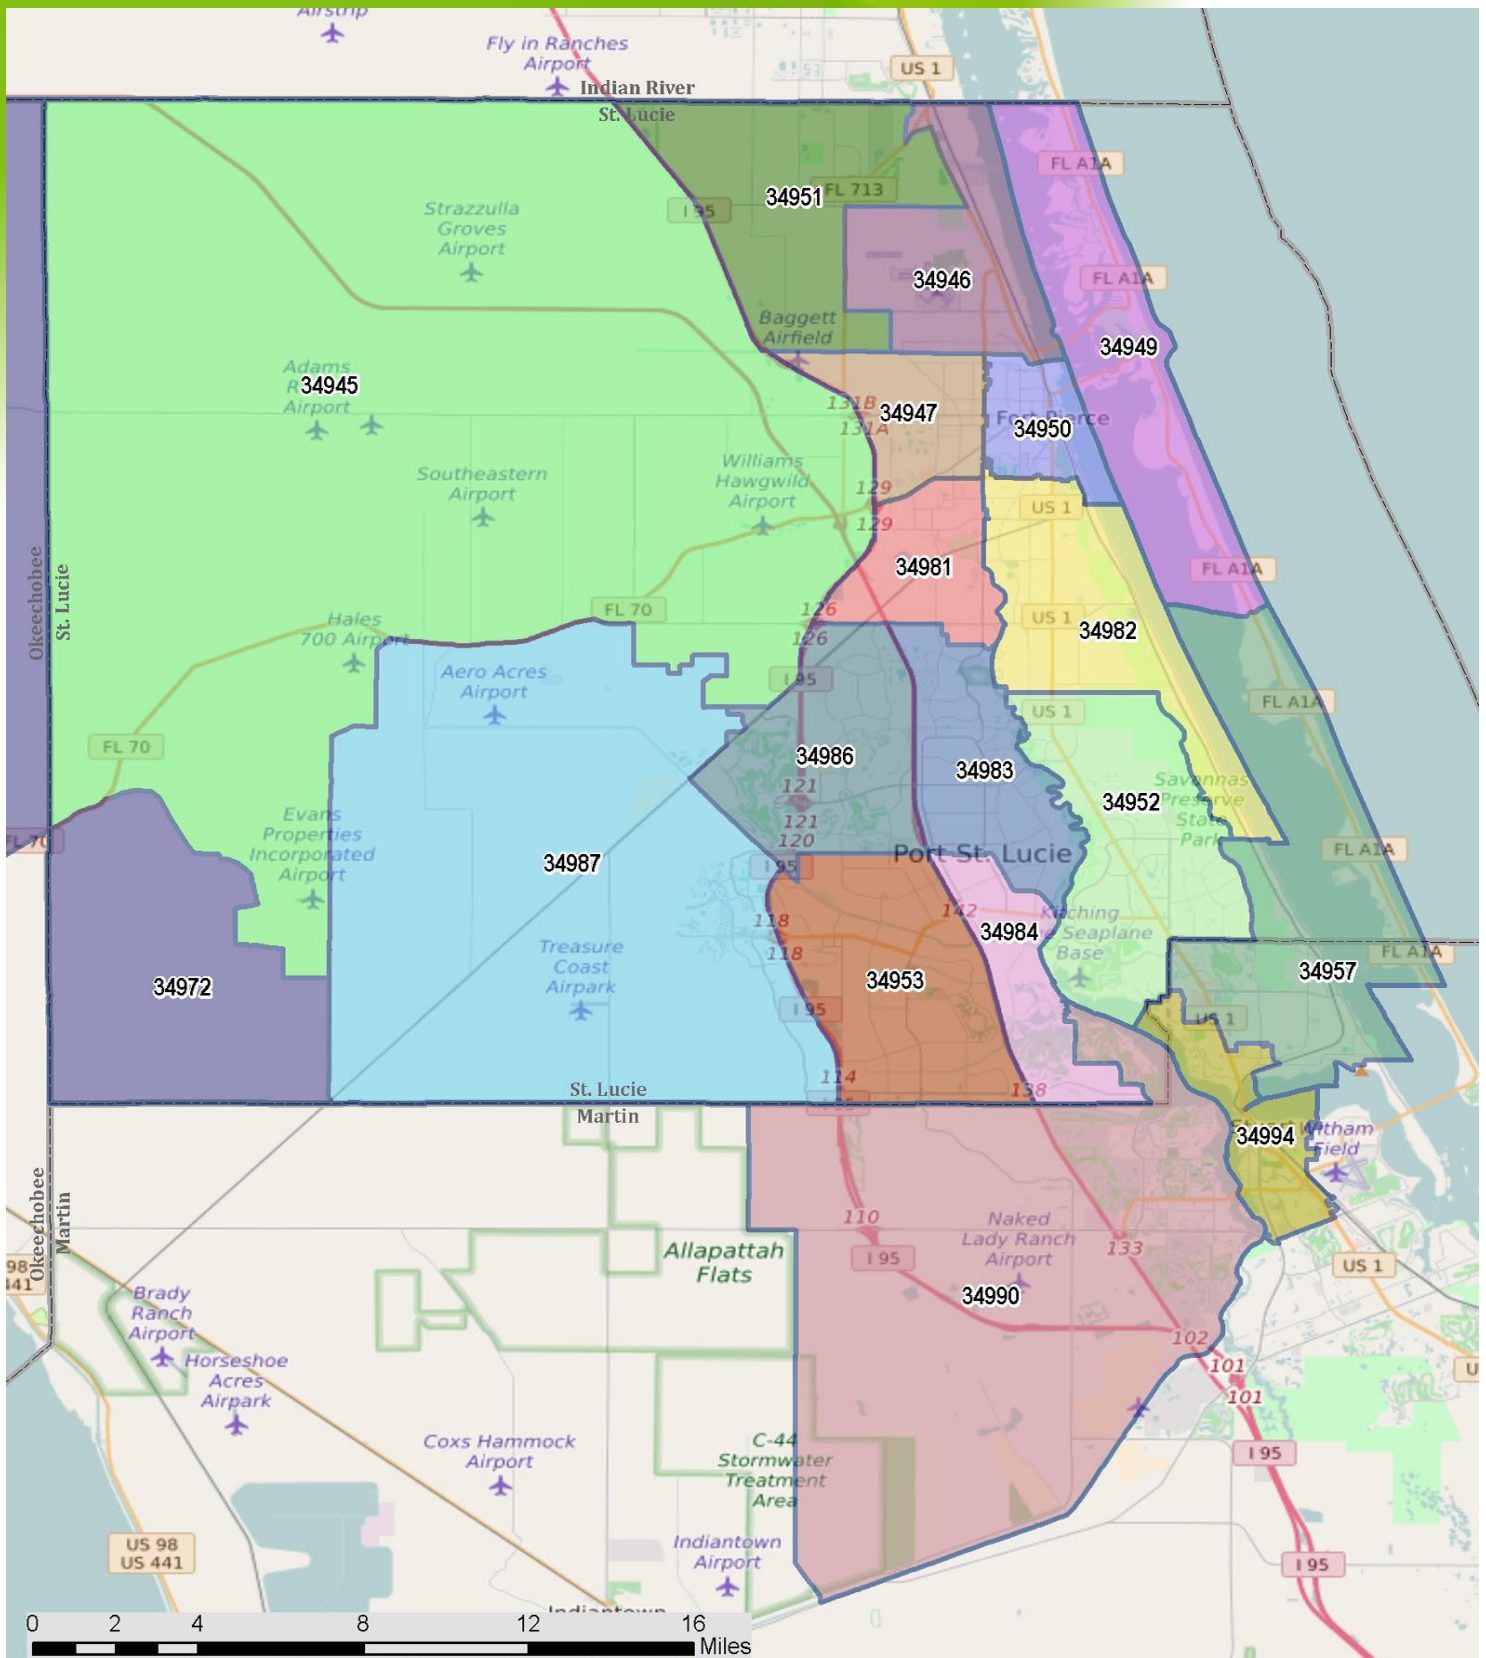 Airstrip
Fly in Ranches
Airport
US 1
Indian River
St. Lucie
FL A1A
34951
FL 713
I 95
Strazzulla
Groves
Airport
34946
FL A1A
Baggett
Airfield
34949
Adams
Airport
34945
131B
131A
34947
Fort Pierce
34950
Williams
Hawgwild
Airport
Southeastern
Airport
129
129
US 1
34981
FL A1A
Okeechobee
St. Lucie
FL 70
Hales
700 Airport
126
126
US 1
34982
Aero Acres
Airport
I 95
US 1
FL A1A
FL 70
34986
34983
121
121
120
34952
Savannas
Preserve
State
Park
Evans
Properties
Incorporated
Airport
FL 70
34987
I 95
Port St. Lucie
FL A1A
118
118
142
34984
Kitching
Seaplane
Base
Treasure
Coast
Airpark
34972
34953
FL A1A
34957
I 95
US 1
114
138
St. Lucie
Martin
34994
Witham
Field
Okeechobee
Martin
110
I 95
Naked
Lady Ranch
Airport
133
Allapattah
Flats
US 1
98
441
Brady
Ranch
Airport
34990
102
101
101
Horseshoe
Acres
Airpark
Coxs Hammock
Airport
C-44
Stormwater
Treatment
Area
I 95
US 98
US 441
Indiantown
Airport
I 95
Indiantown
0 2 4 8 12 16
Miles